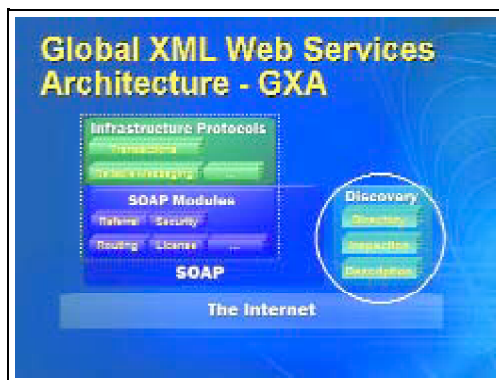 Global XML Web Services
Architecture - GXA
Infrastructure Protocols
Transactions
Reliable Messaging ...
SOAP Modules
Referral Security
Routing License ...
SOAP
Discovery
Directory
Inspection
Description
The Internet